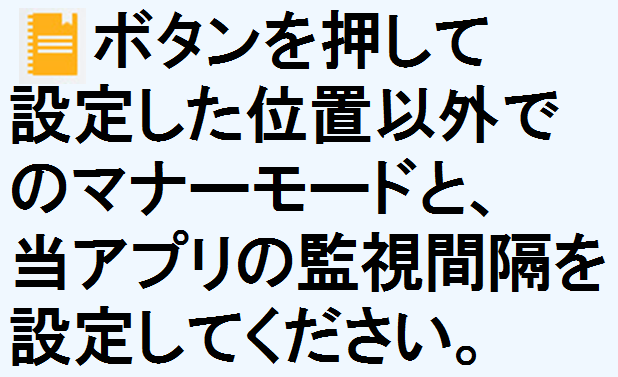 ボタンを押して
設定した位置以外で
のマナーモードと、
当アプリの監視間隔を
設定してください。